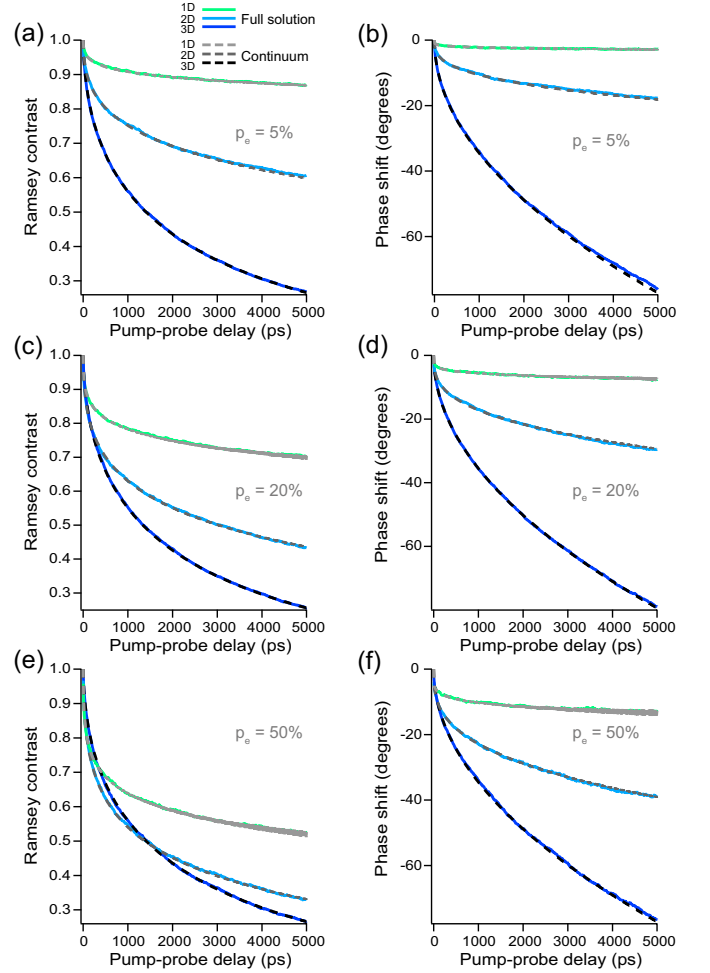 1D
2D Full solution
3D
1D
2D Continuum
3D
(a)
1.0
0.9
0.8
0.7
0.6
0.5
0.4
0.3
Ramsey contrast
pe = 5%
0 1000 2000 3000 4000 5000
Pump-probe delay (ps)
(b)
0
-20
-40
-60
Phase shift (degrees)
pe = 5%
0 1000 2000 3000 4000 5000
Pump-probe delay (ps)
(c)
1.0
0.9
0.8
0.7
0.6
0.5
0.4
0.3
Ramsey contrast
pe = 20%
0 1000 2000 3000 4000 5000
Pump-probe delay (ps)
(d)
0
-20
-40
-60
Phase shift (degrees)
pe = 20%
0 1000 2000 3000 4000 5000
Pump-probe delay (ps)
(e)
1.0
0.9
0.8
0.7
0.6
0.5
0.4
0.3
Ramsey contrast
pe = 50%
0 1000 2000 3000 4000 5000
Pump-probe delay (ps)
(f)
0
-20
-40
-60
Phase shift (degrees)
pe = 50%
0 1000 2000 3000 4000 5000
Pump-probe delay (ps)